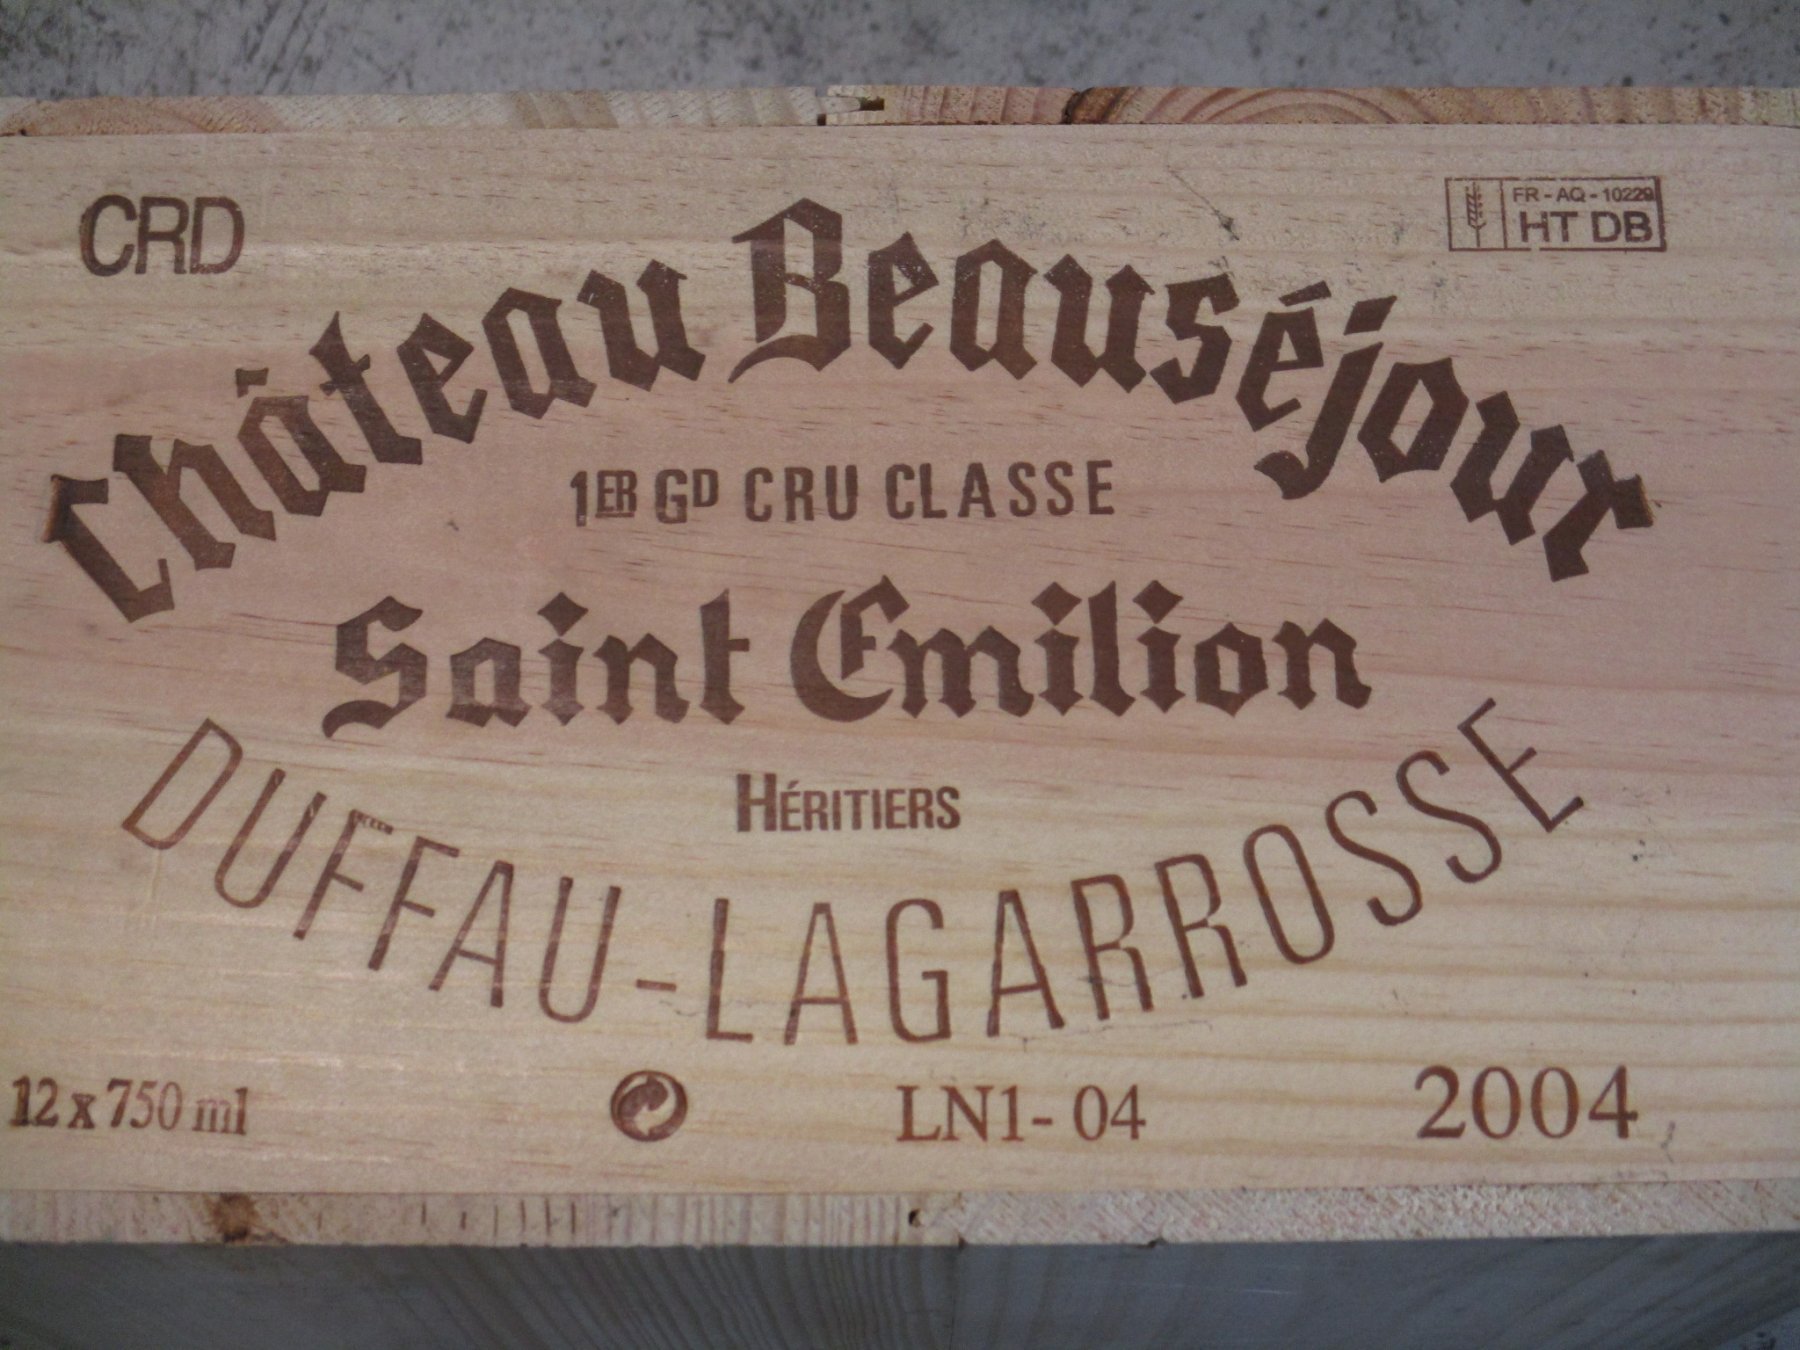 CRD
FR - AQ - 10229
HT DB
Château Beauséjour
1ER GD CRU CLASSE
Saint Emilion
HÉRITIERS
DUFFAU-LAGARROSSE
12 x 750 ml
LN1- 04
2004